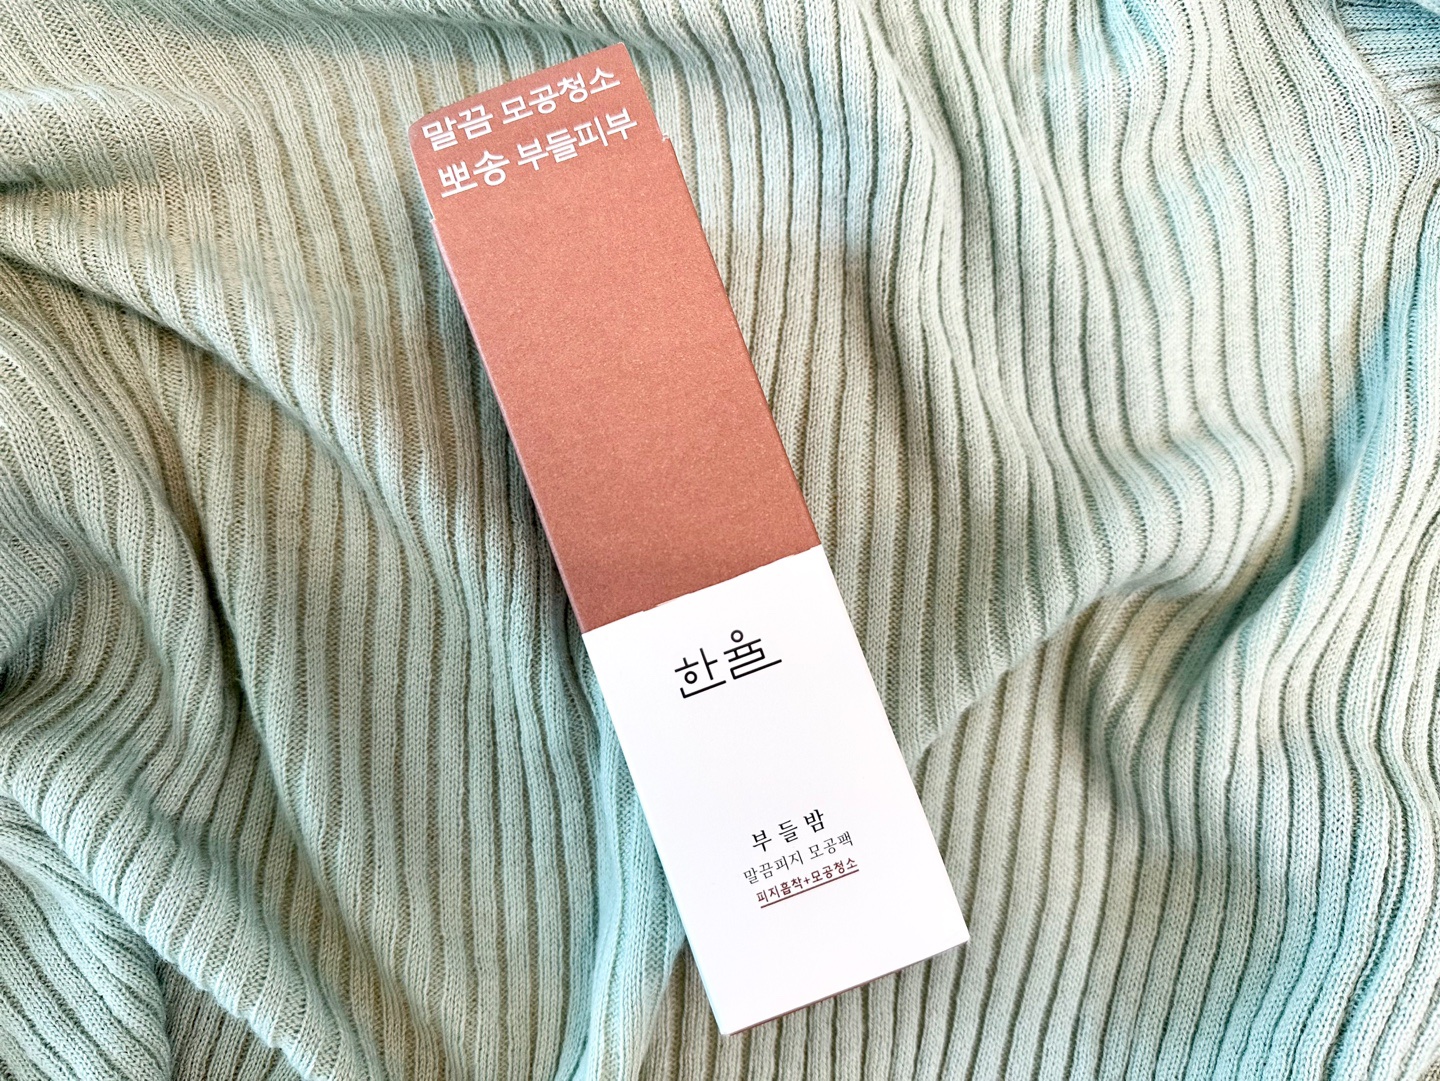 말끔 모공청소
뽀송 부들피부
한율
부들밤
말끔피지 모공팩
피지흡착+모공청소